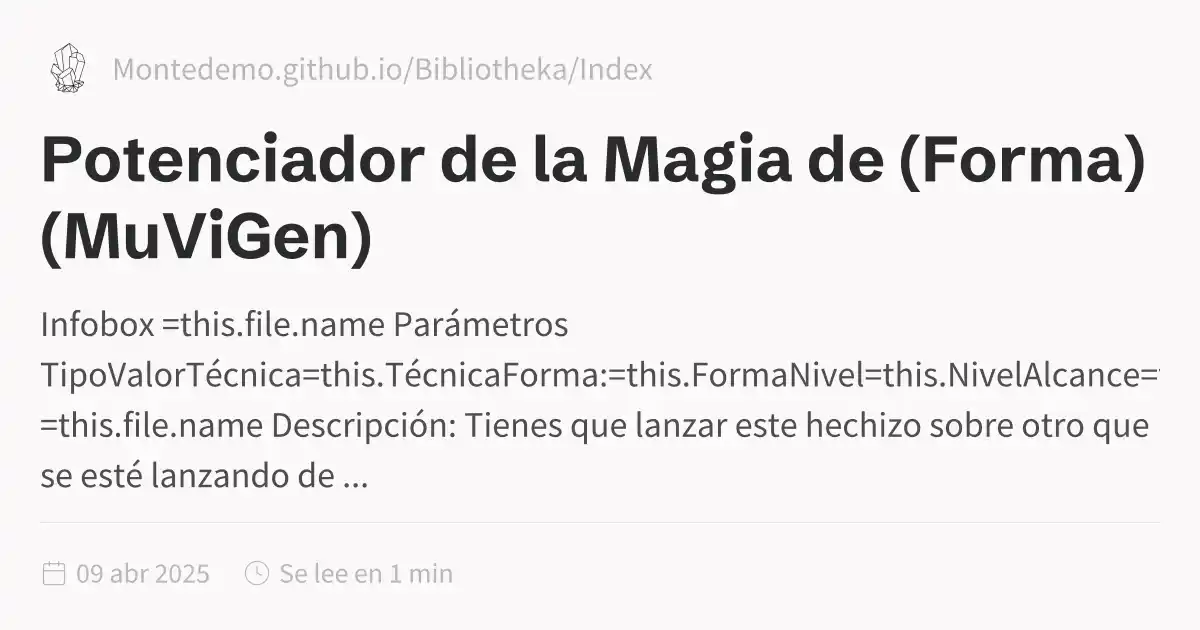 Montedemo.github.io/Bibliotheka/Index
Potenciador de la Magia de (Forma)
(MuViGen)
Infobox =this.file.name Parámetros
TipoValorTécnica=this.TécnicaForma:=this.FormaNivel=this.NivelAlcance=
=this.file.name Descripción: Tienes que lanzar este hechizo sobre otro que
se esté lanzando de ...
09 abr 2025
Se lee en 1 min